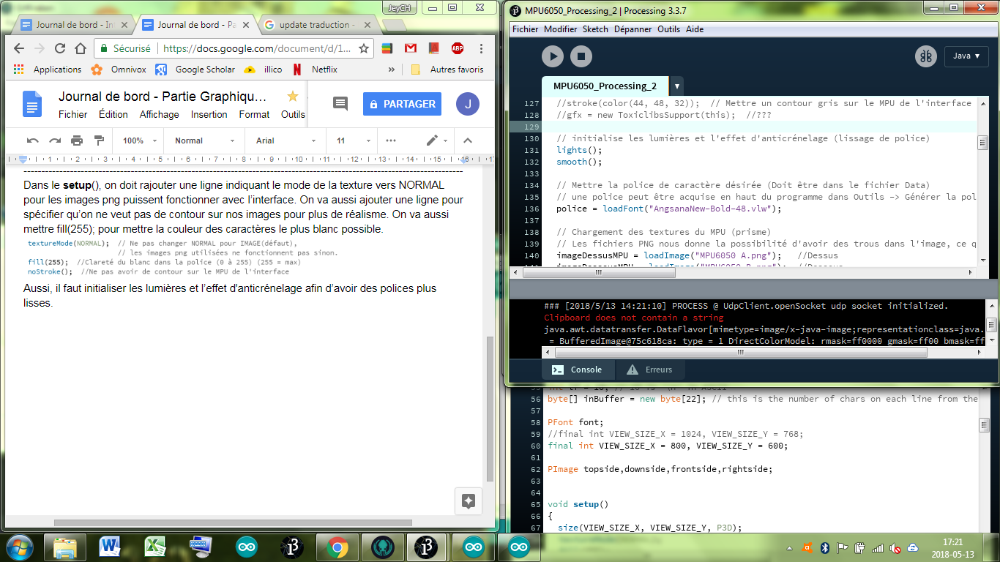 JeyCH
Journal de bord - In
Journal de bord - Pa
update traduction -
Sécurisé
https://docs.google.com/document/d/1...
Applications
Omnivox
Google Scholar
illico
Netflix
»
Autres favoris
Journal de bord - Partie Graphiqu...
Fichier Édition Affichage Insertion Format Outils
PARTAGER
J
100% Normal Arial 11
1 2 3 4 5 6 7 8 9 10 11 12 13 14 15 16 17
Dans le setup(), on doit rajouter une ligne indiquant le mode de la texture vers NORMAL
pour les images png puissent fonctionner avec l'interface. On va aussi ajouter une ligne pour
spécifier qu'on ne veut pas de contour sur nos images pour plus de réalisme. On va aussi
mettre fill(255); pour mettre la couleur des caractères le plus blanc possible.
textureMode(NORMAL); // Ne pas changer NORMAL pour IMAGE(défaut),
// les images png utilisées ne fonctionnent pas sinon.
fill(255); //Clareté du blanc dans la police (0 à 255) (255 = max)
noStroke(); //Ne pas avoir de contour sur le MPU de l'interface
Aussi, il faut initialiser les lumières et l'effet d'anticrénelage afin d'avoir des polices plus
lisses.
MPU6050_Processing_2 | Processing 3.3.7
Fichier Modifier Sketch Dépanner Outils Aide
Java ▼
MPU6050_Processing_2 ▼
127 //stroke(color(44, 48, 32)); // Mettre un contour gris sur le MPU de l'interface
128 //gfx = new ToxiclibsSupport(this); //???
129
130 // initialise les lumières et l'effet d'anticrénelage (lissage de police)
131 lights();
132 smooth();
133
134 // Mettre la police de caractère désirée (Doit être dans le fichier Data)
135 // une police peut être acquise en haut du programme dans Outils -> Générer la pol
136 police = loadFont("AngsanaNew-Bold-48.vlw");
137
138 // Chargement des textures du MPU (prisme)
139 // Les fichiers PNG nous donne la possibilité d'avoir des trous dans l'image, ce q
140 imageDessusMPU = loadImage("MPU6050 A.png"); //Dessus
### [2018/5/13 14:21:10] PROCESS @ UdpClient.openSocket udp socket initialized.
Clipboard does not contain a string
java.awt.datatransfer.DataFlavor[mimetype=image/x-java-image;representationclass=java.
= BufferedImage@75c618ca: type = 1 DirectColorModel: rmask=ff0000 gmask=ff00 bmask=ff
Console
Erreurs
56 byte[] inBuffer = new byte[22]; // this is the number of chars on each line from the
57
58 PFont font;
59 //final int VIEW_SIZE_X = 1024, VIEW_SIZE_Y = 768;
60 final int VIEW_SIZE_X = 800, VIEW_SIZE_Y = 600;
61
62 PImage topside,downside,frontside,rightside;
63
64
65 void setup()
66 {
67 size(VIEW_SIZE_X, VIEW_SIZE_Y, P3D);
17:21
2018-05-13